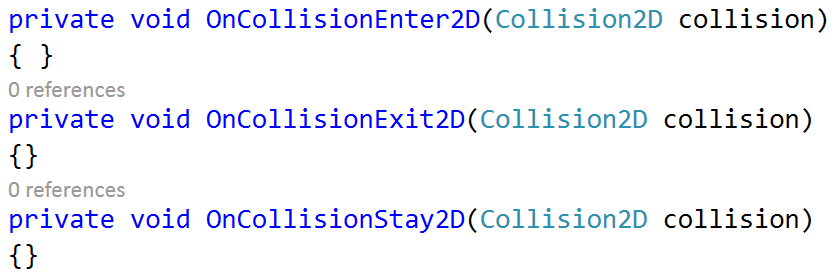 private void OnCollisionEnter2D(Collision2D collision)
{ }
0 references
private void OnCollisionExit2D(Collision2D collision)
{}
0 references
private void OnCollisionStay2D(Collision2D collision)
{}